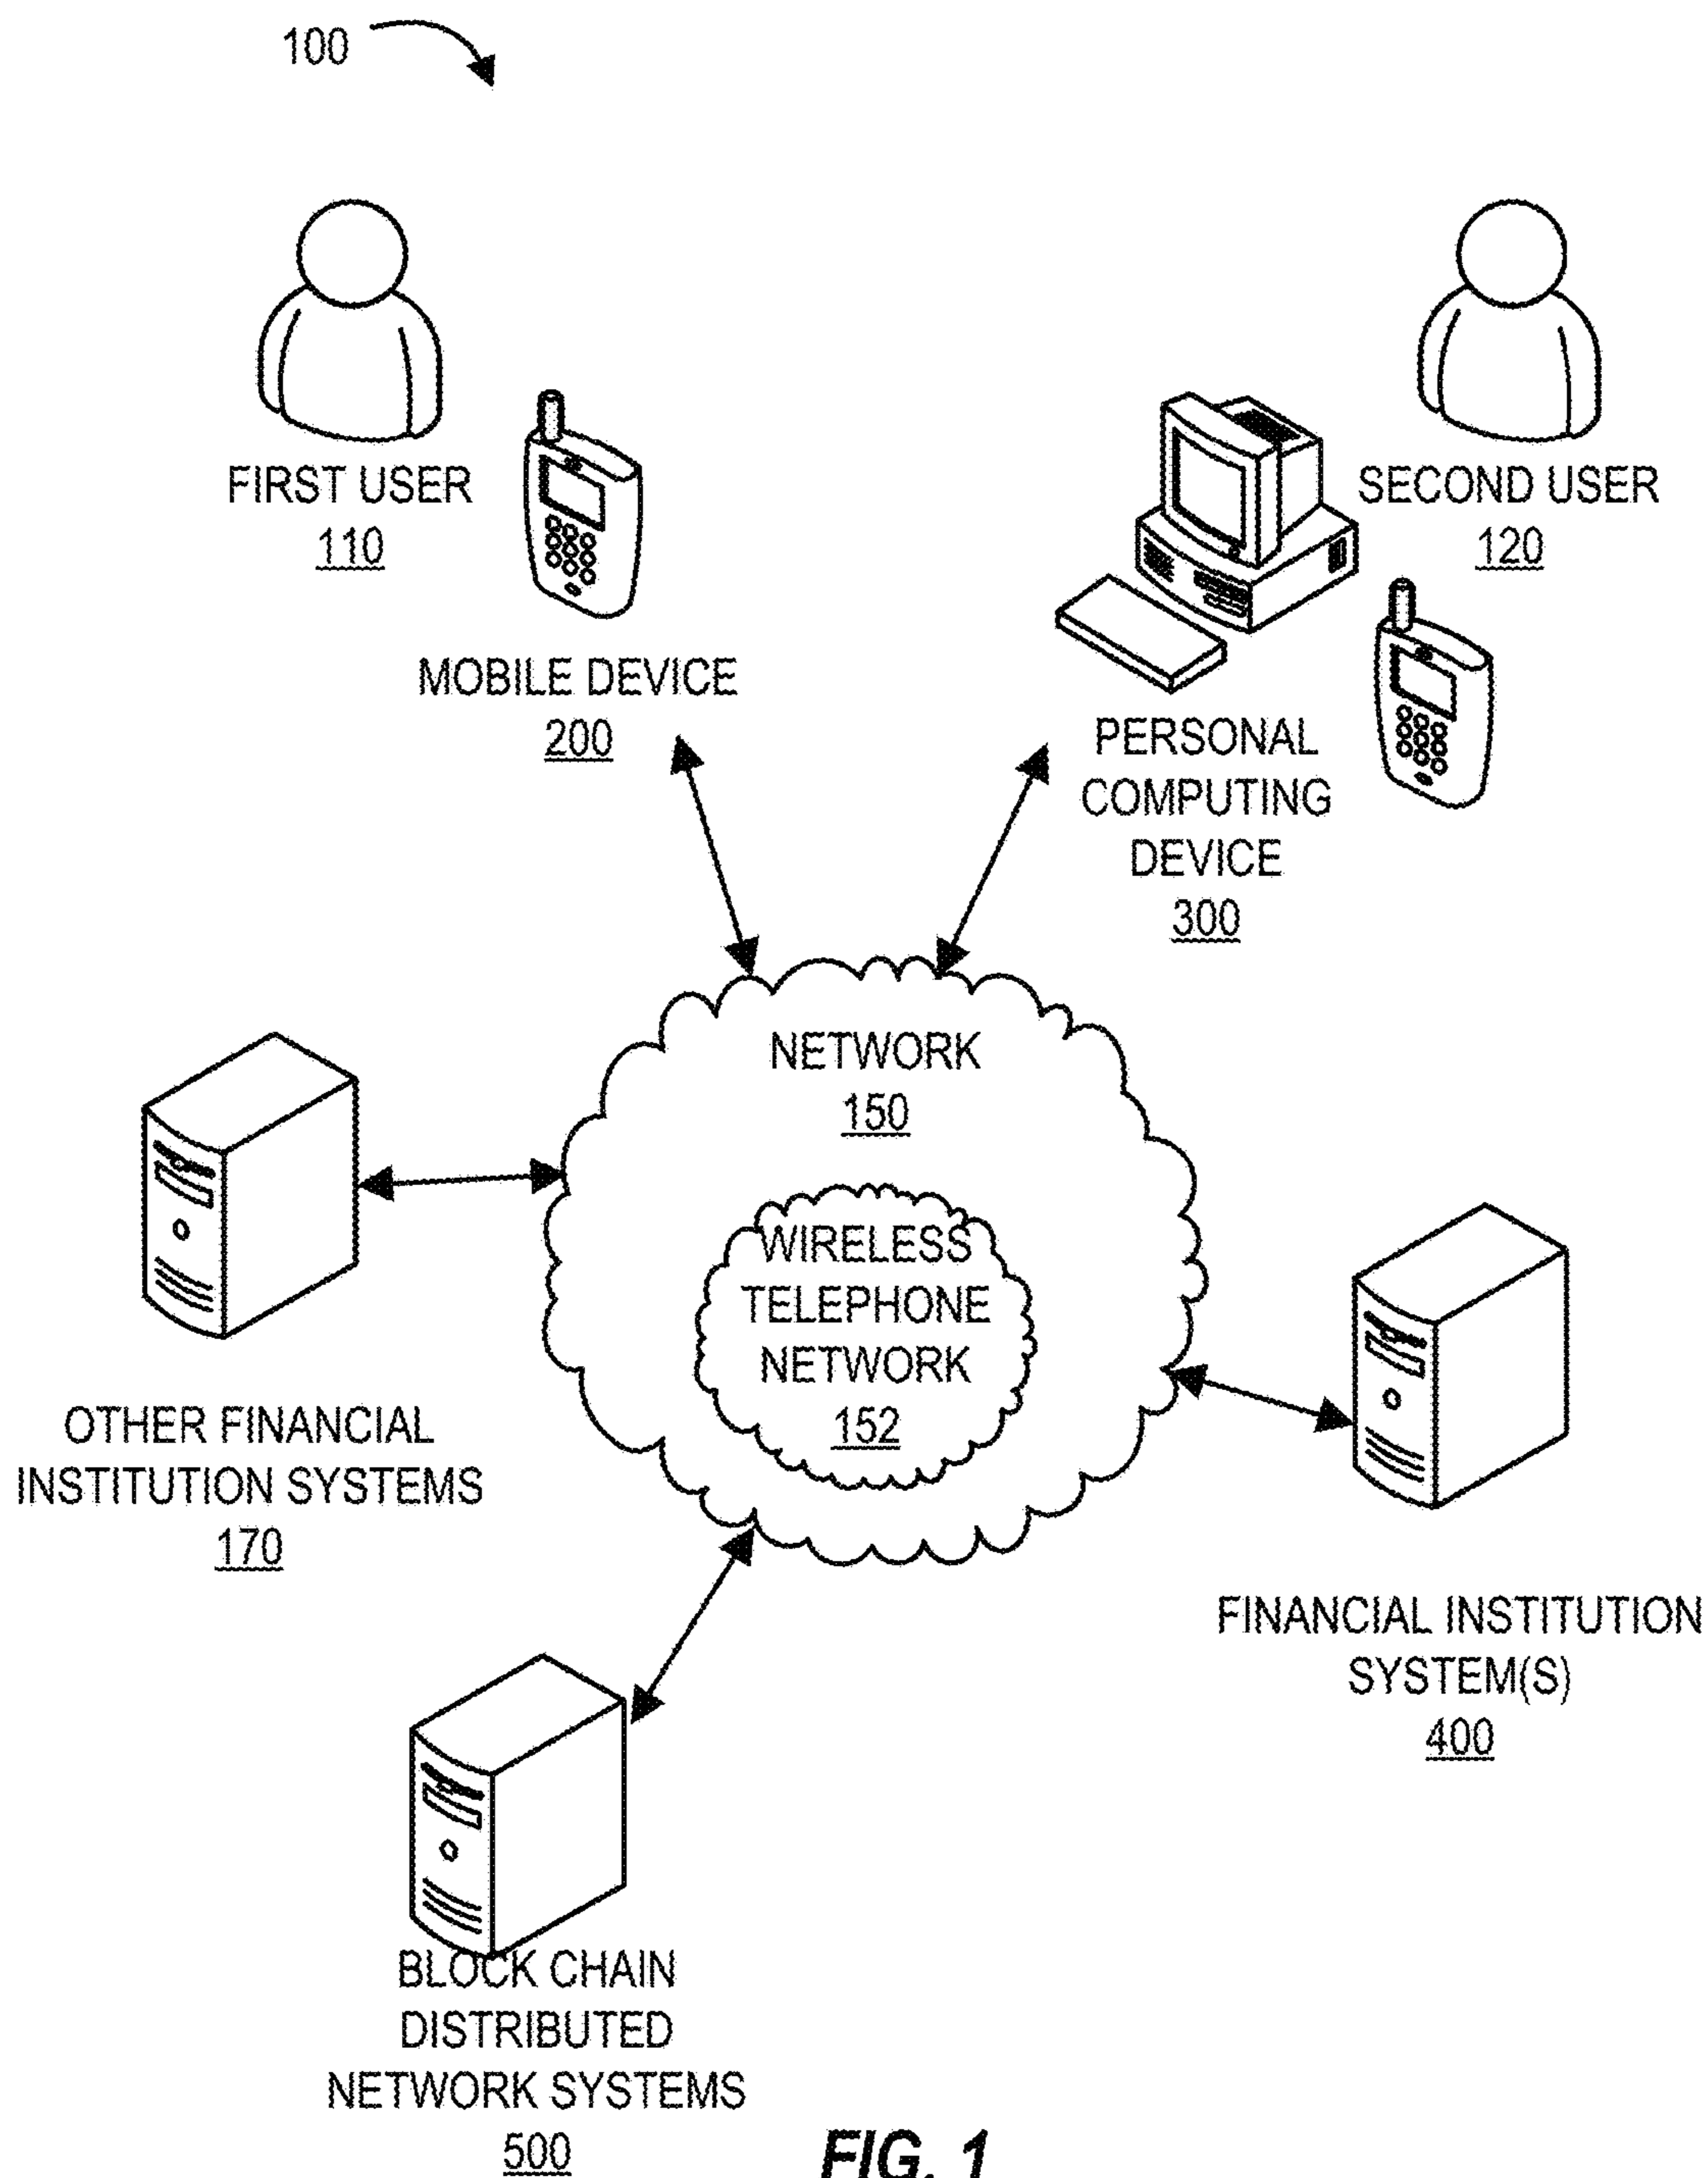 100
FIRST USER
110
SECOND USER
120
MOBILE DEVICE
200
PERSONAL
COMPUTING
DEVICE
300
NETWORK
150
WIRELESS
TELEPHONE
NETWORK
152
OTHER FINANCIAL
INSTITUTION SYSTEMS
170
FINANCIAL INSTITUTION
SYSTEM(S)
400
BLOCK CHAIN
DISTRIBUTED
NETWORK SYSTEMS
500
FIG. 1